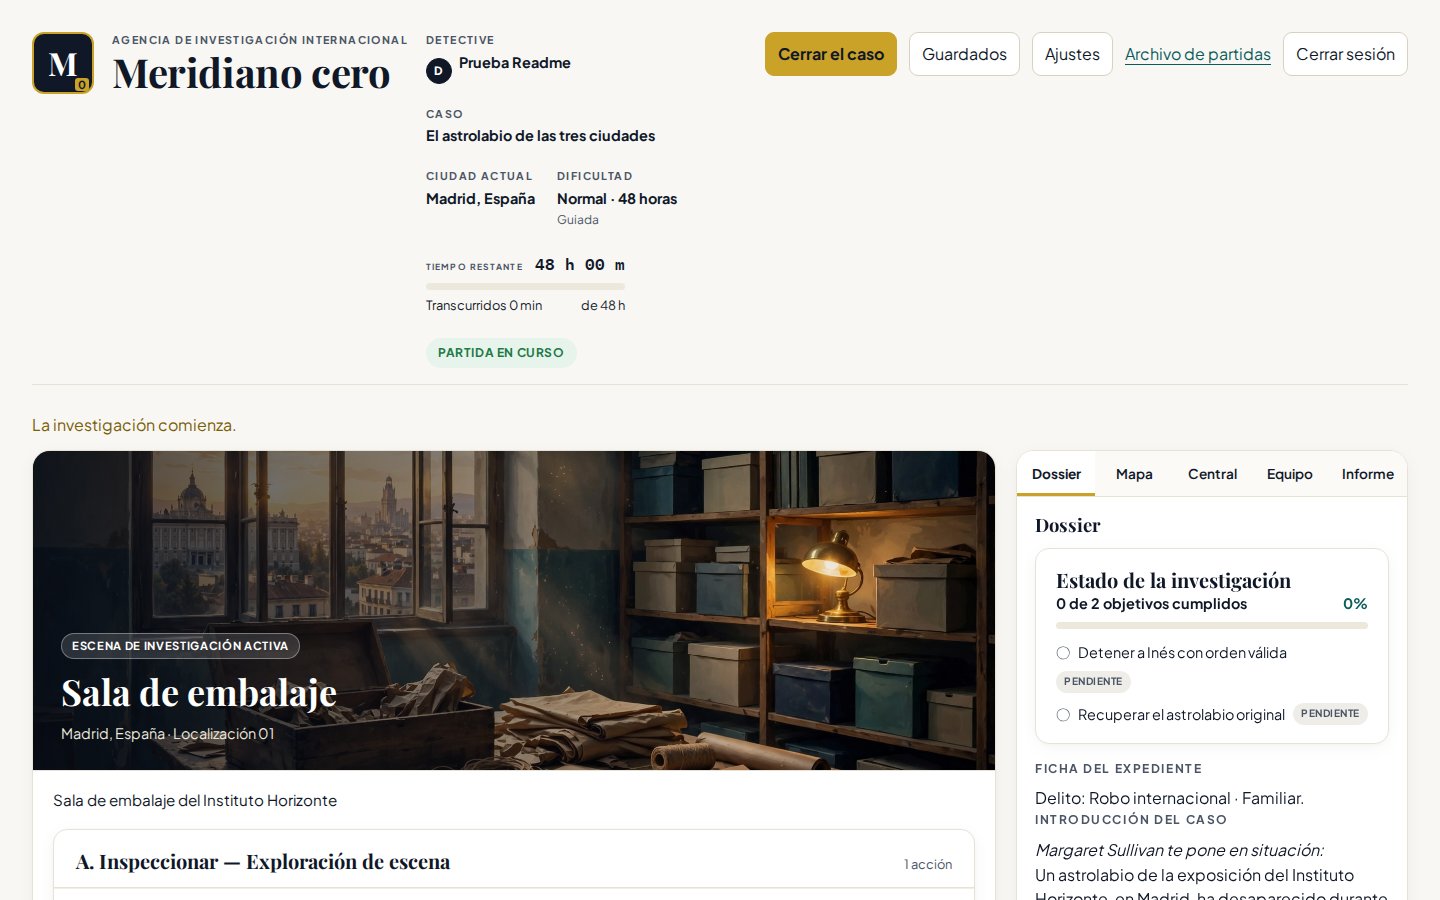 M
0
AGENCIA DE INVESTIGACIÓN INTERNACIONAL
Meridiano cero
DETECTIVE
D Prueba Readme
CASO
El astrolabio de las tres ciudades
CIUDAD ACTUAL
Madrid, España
DIFICULTAD
Normal · 48 horas
Guiada
TIEMPO RESTANTE 48 h 00 m
Transcurridos 0 min de 48 h
PARTIDA EN CURSO
Cerrar el caso
Guardados
Ajustes
Archivo de partidas
Cerrar sesión
La investigación comienza.
ESCENA DE INVESTIGACIÓN ACTIVA
Sala de embalaje
Madrid, España · Localización 01
Sala de embalaje del Instituto Horizonte
A. Inspeccionar — Exploración de escena
1 acción
Dossier Mapa Central Equipo Informe
Dossier
Estado de la investigación
0 de 2 objetivos cumplidos 0%
Detener a Inés con orden válida
PENDIENTE
Recuperar el astrolabio original PENDIENTE
FICHA DEL EXPEDIENTE
Delito: Robo internacional · Familiar.
INTRODUCCIÓN DEL CASO
Margaret Sullivan te pone en situación:
Un astrolabio de la exposición del Instituto
Horizonte, en Madrid, ha desaparecido durante